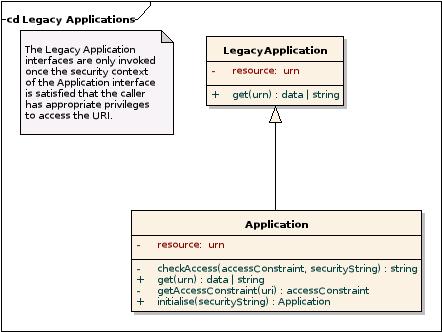 cd Legacy Applications
The Legacy Application
interfaces are only invoked
once the security context
of the Application interface
is satisfied that the caller
has appropriate privileges
to access the URI.
LegacyApplication
- resource: urn
+ get(urn) : data | string
Application
- resource: urn
- checkAccess(accessConstraint, securityString) : string
+ get(urn) : data | string
- getAccessConstraint(uri) : accessConstraint
+ initialise(securityString) : Application